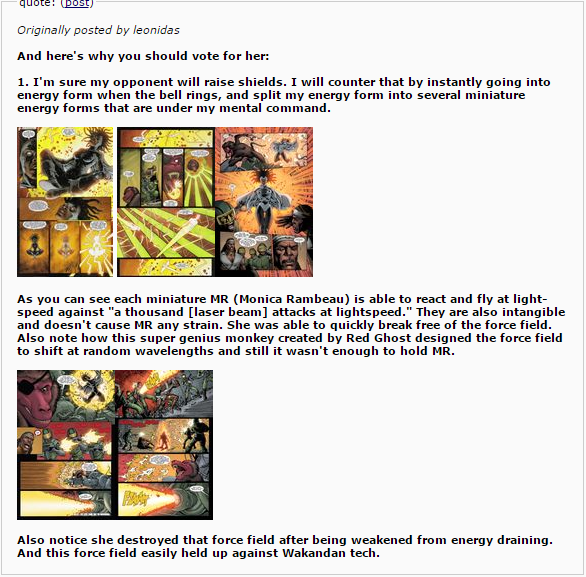 quote: (post)
Originally posted by leonidas
And here's why you should vote for her:
1. I'm sure my opponent will raise shields. I will counter that by instantly going into
energy form when the bell rings, and split my energy form into several miniature
energy forms that are under my mental command.
As you can see each miniature MR (Monica Rambeau) is able to react and fly at light-
speed against "a thousand [laser beam] attacks at lightspeed." They are also intangible
and doesn't cause MR any strain. She was able to quickly break free of the force field.
Also note how this super genius monkey created by Red Ghost designed the force field
to shift at random wavelengths and still it wasn't enough to hold MR.
Also notice she destroyed that force field after being weakened from energy draining.
And this force field easily held up against Wakandan tech.